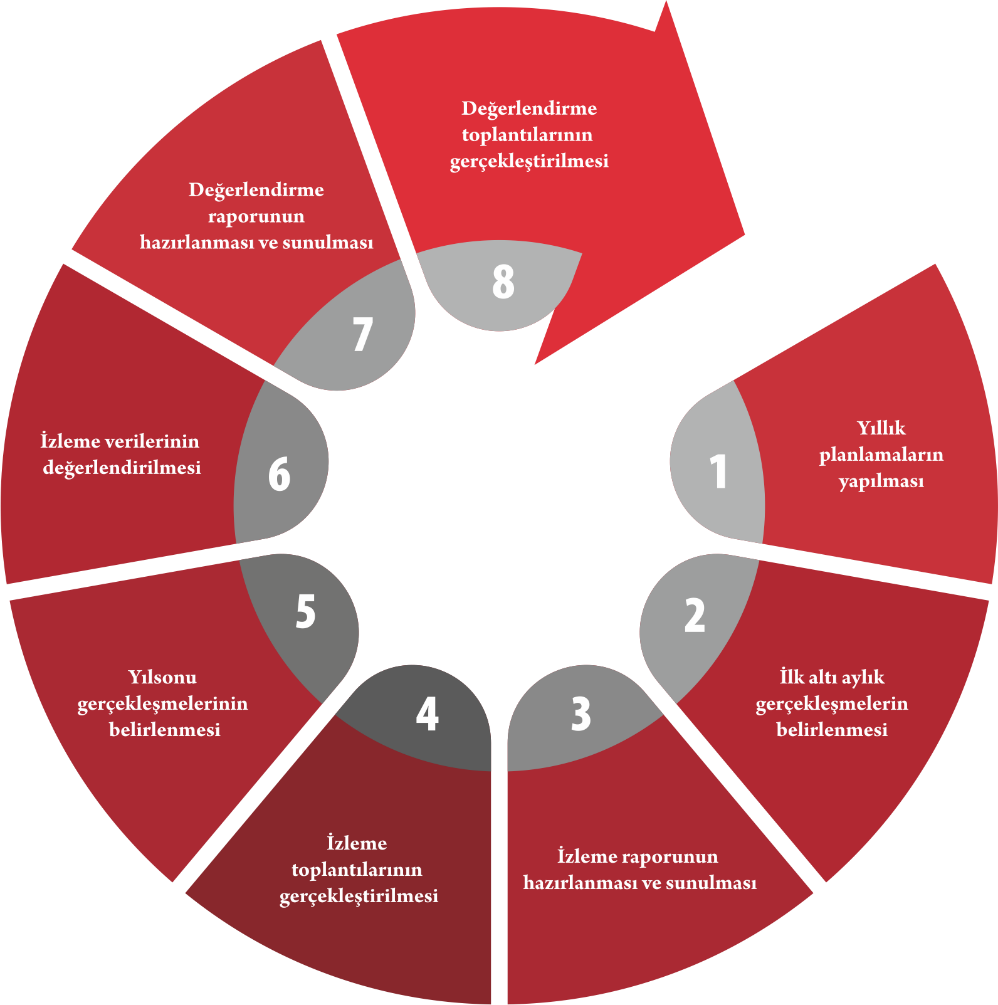 1
Yıllık
planlamaların
yapılması
2
İlk altı aylık
gerçekleşmelerin
belirlenmesi
3
İzleme raporunun
hazırlanması ve sunulması
4
İzleme
toplantılarının
gerçekleştirilmesi
5
Yılsonu
gerçekleşmelerinin
belirlenmesi
6
İzleme verilerinin
değerlendirilmesi
7
Değerlendirme
raporunun
hazırlanması ve sunulması
8
Değerlendirme
toplantılarının
gerçekleştirilmesi